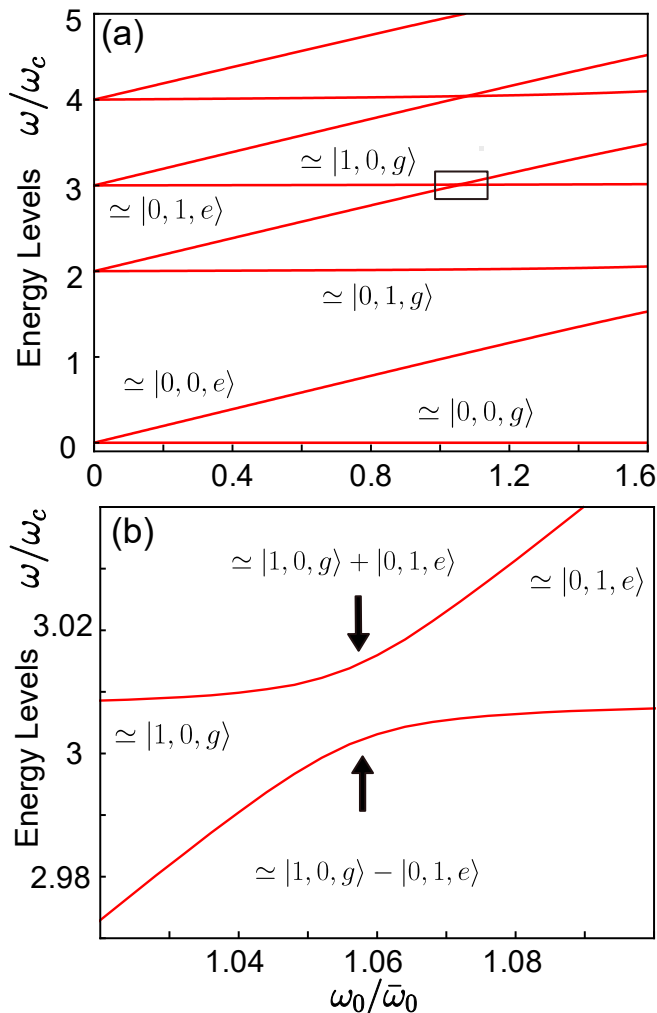 (a)
Energy Levels ω/ω_c
5
4
3
2
1
0
≃|1, 0, g⟩
≃|0, 1, e⟩
≃|0, 1, g⟩
≃|0, 0, e⟩
≃|0, 0, g⟩
0 0.4 0.8 1.2 1.6
(b)
Energy Levels ω/ω_c
3.02
3
2.98
≃|1, 0, g⟩ + |0, 1, e⟩
≃|0, 1, e⟩
≃|1, 0, g⟩
≃|1, 0, g⟩ − |0, 1, e⟩
1.04 1.06 1.08
ω₀/ω̄₀